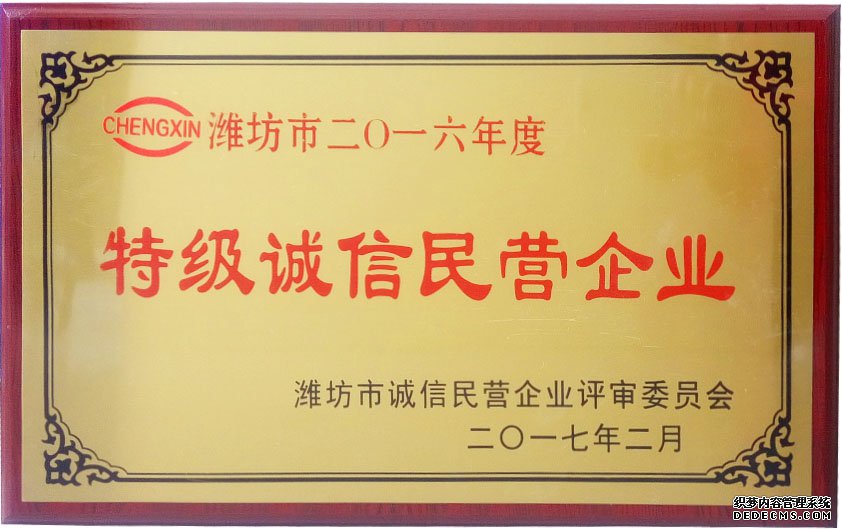 CHENGXIN 潍坊市二〇一六年度
特级诚信民营企业
潍坊市诚信民营企业评审委员会
二〇一七年二月
织梦内容管理系统
DEDECMS.COM